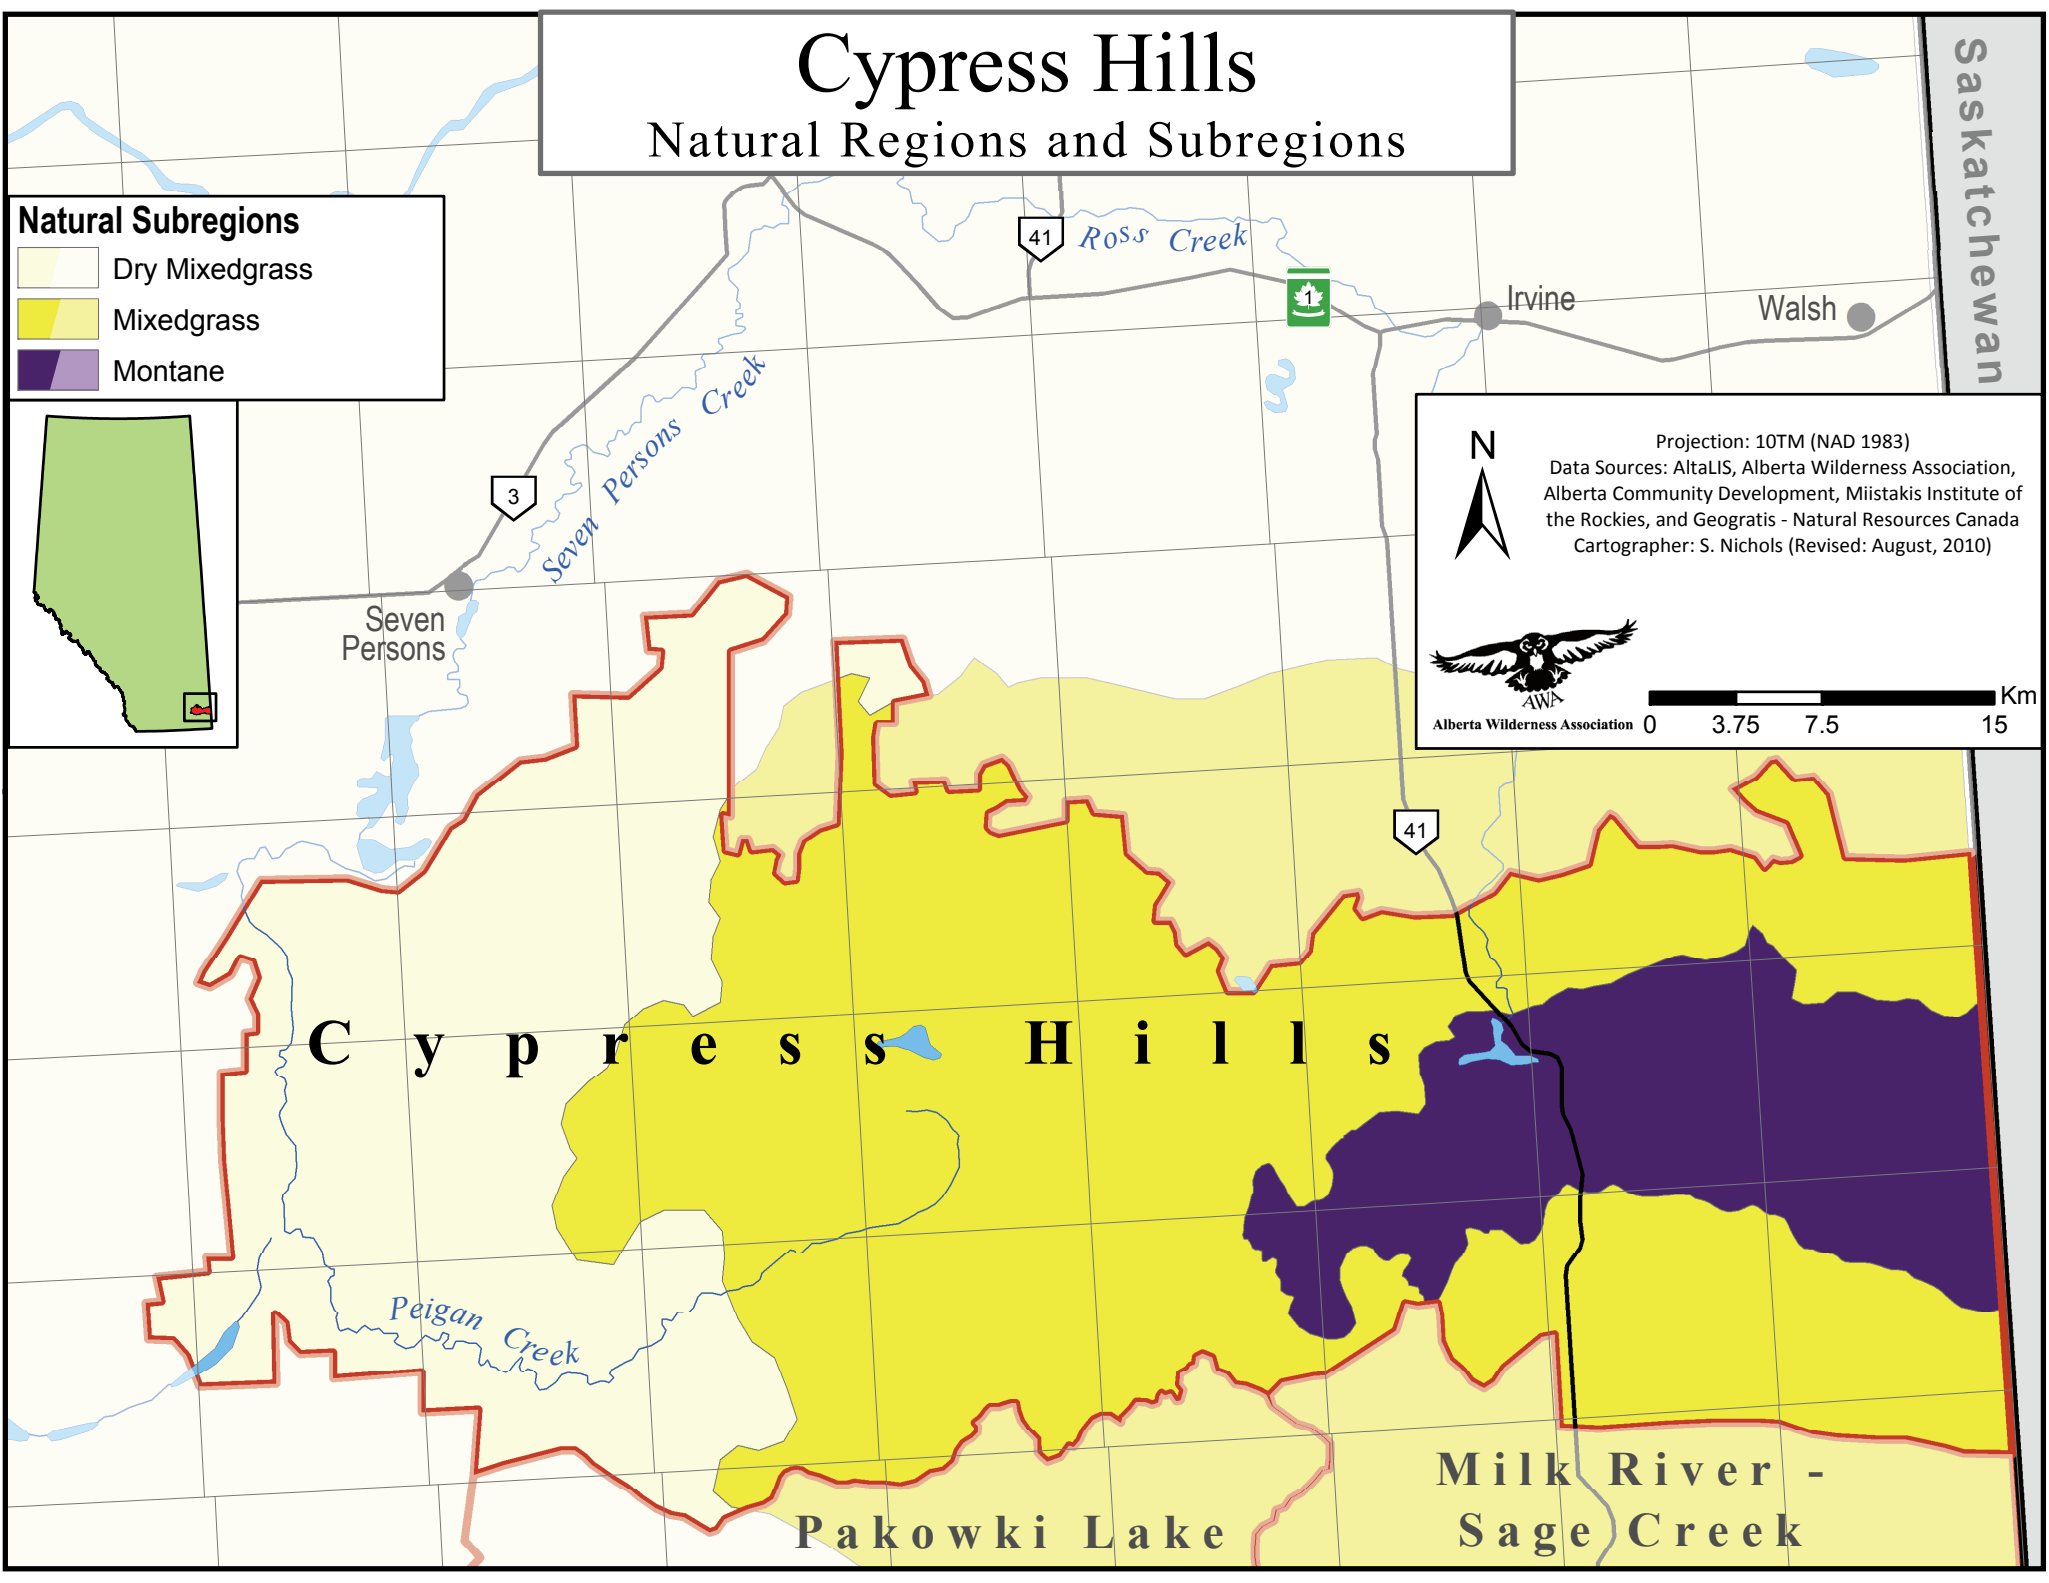 Cypress Hills
Natural Regions and Subregions
Saskatchewan
Natural Subregions
Dry Mixedgrass
Mixedgrass
Montane
41
Ross Creek
1
Irvine
Walsh
Seven Persons Creek
3
Seven
Persons
N
Projection: 10TM (NAD 1983)
Data Sources: AltaLIS, Alberta Wilderness Association,
Alberta Community Development, Miistakis Institute of
the Rockies, and Geogratis - Natural Resources Canada
Cartographer: S. Nichols (Revised: August, 2010)
AWA
Alberta Wilderness Association
Km
0 3.75 7.5 15
41
Cypress Hills
Peigan Creek
Milk River -
Sage Creek
Pakowki Lake